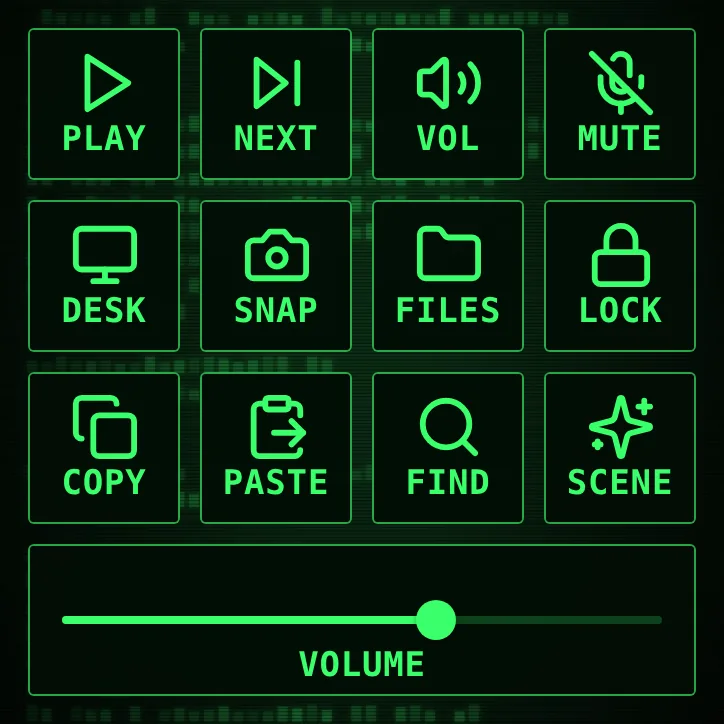 PLAY
NEXT
VOL
MUTE
DESK
SNAP
FILES
LOCK
COPY
PASTE
FIND
SCENE
VOLUME